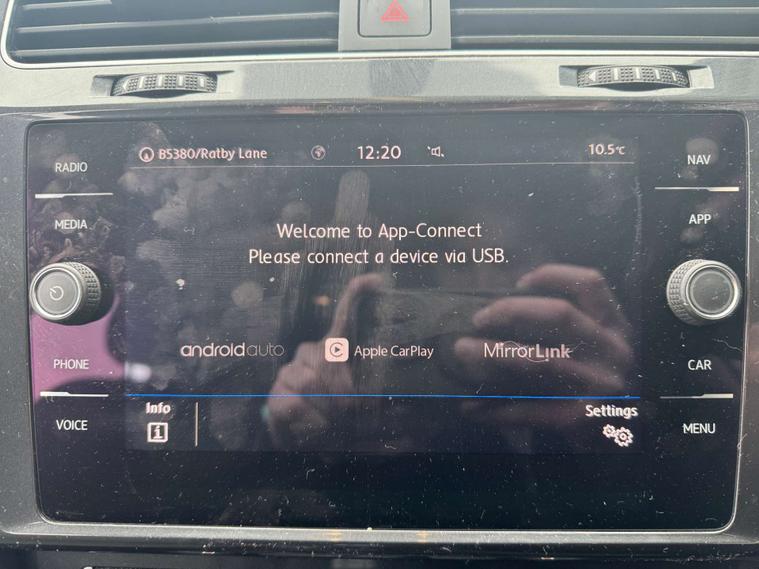 B5380/Ratby Lane 12:20 10.5°C
RADIO
NAV
MEDIA
APP
Welcome to App-Connect
Please connect a device via USB.
androidauto Apple CarPlay MirrorLink
PHONE
CAR
Info
Settings
VOICE
MENU